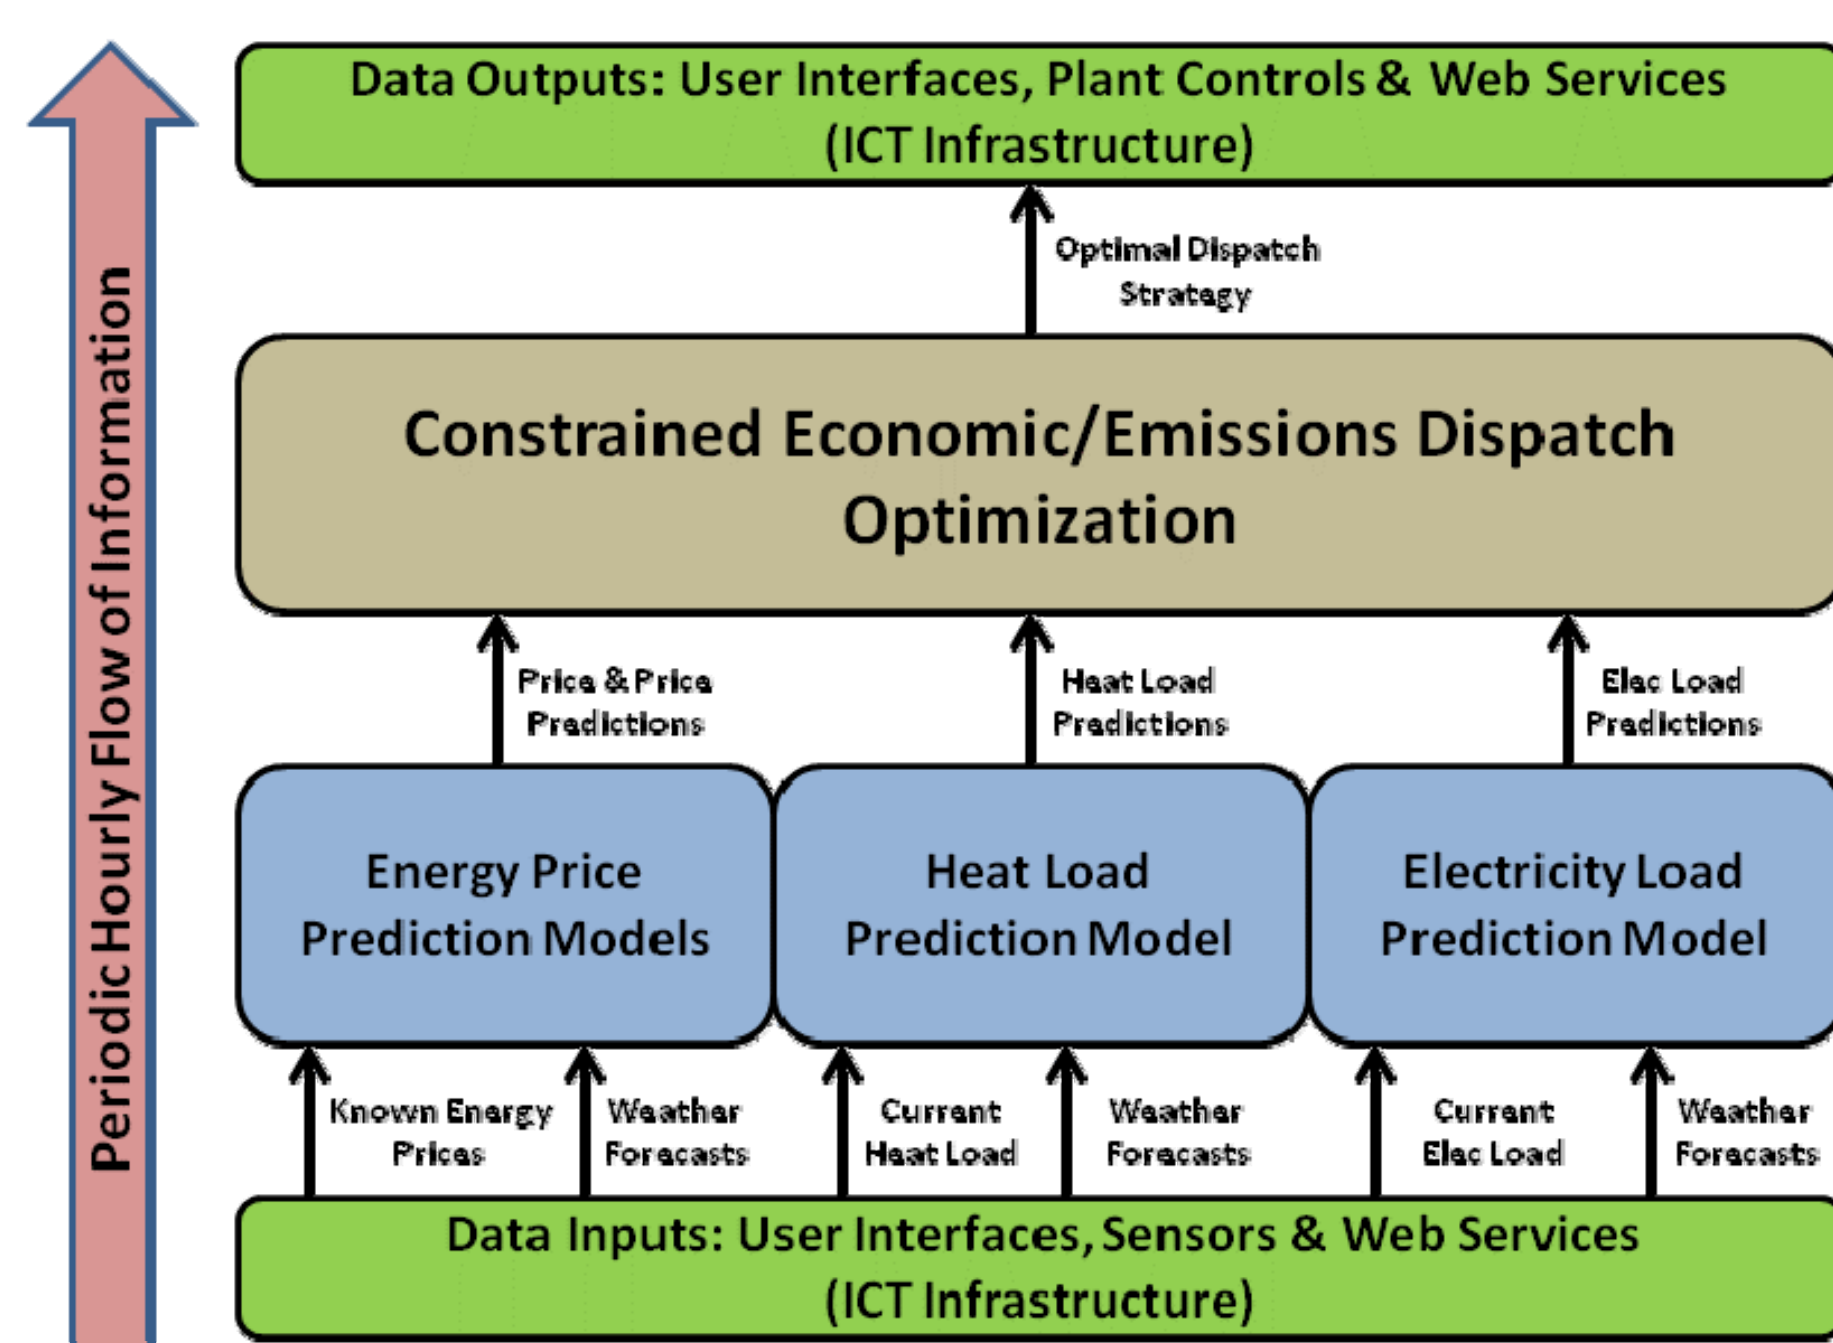 Data Outputs: User Interfaces, Plant Controls & Web Services
(ICT Infrastructure)
Optimal Dispatch
Strategy
Constrained Economic/Emissions Dispatch
Optimization
Price & Price
Predictions
Heat Load
Predictions
Elec Load
Predictions
Energy Price
Prediction Models
Heat Load
Prediction Model
Electricity Load
Prediction Model
Known Energy
Prices
Weather
Forecasts
Current
Heat Load
Weather
Forecasts
Current
Elec Load
Weather
Forecasts
Data Inputs: User Interfaces, Sensors & Web Services
(ICT Infrastructure)
Periodic Hourly Flow of Information